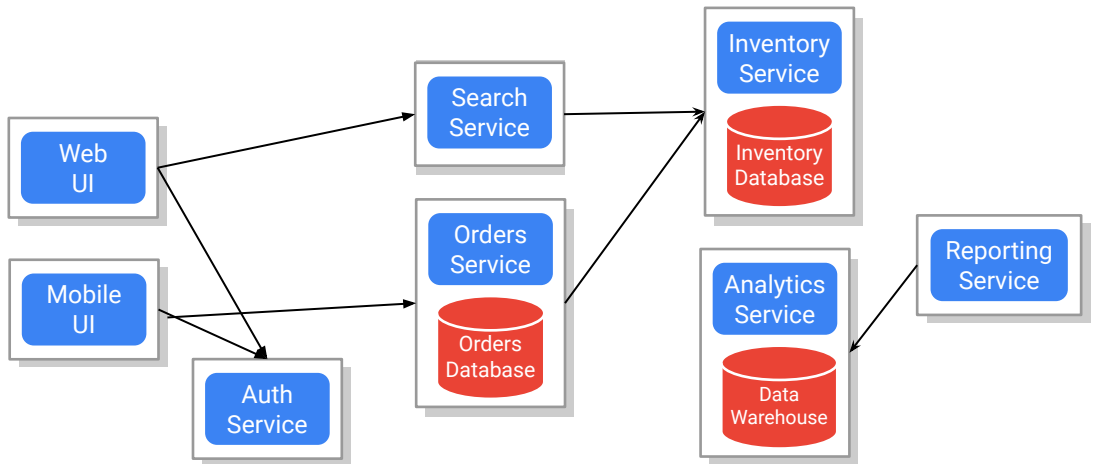 Web
UI
Mobile
UI
Auth
Service
Search
Service
Orders
Service
Orders
Database
Inventory
Service
Inventory
Database
Analytics
Service
Data
Warehouse
Reporting
Service